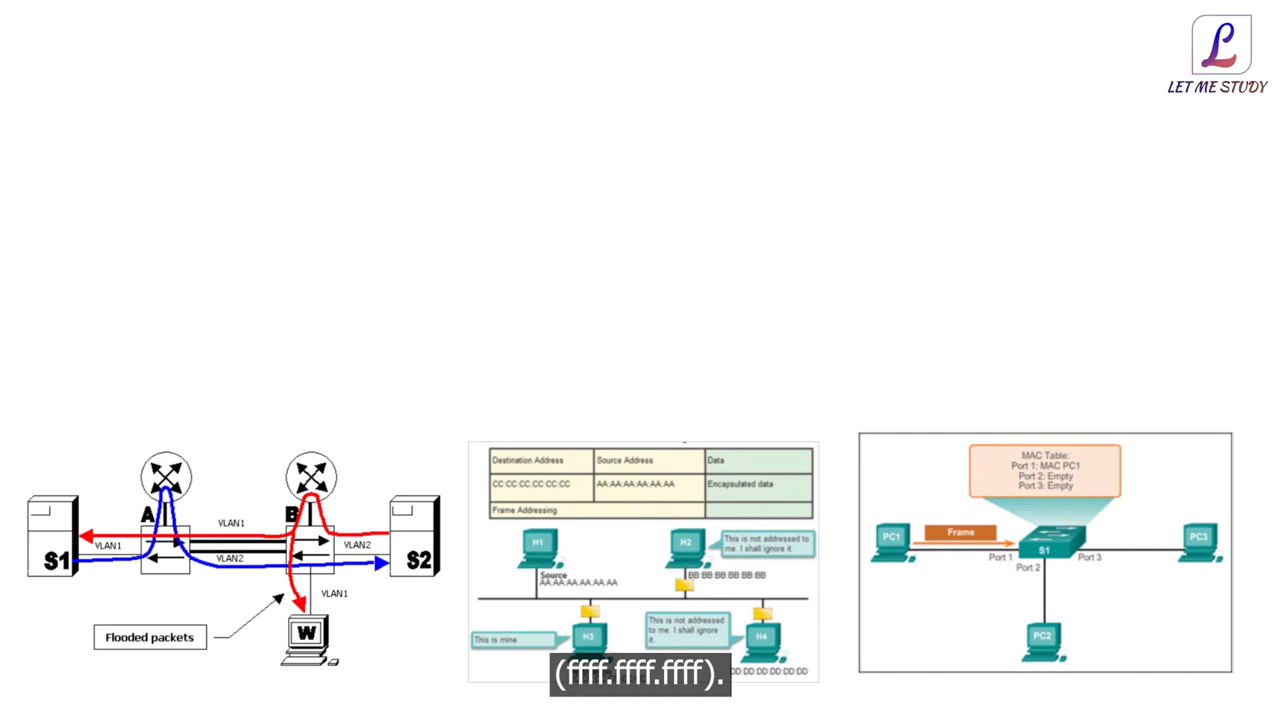 L
LET ME STUDY
A
B
VLAN1
VLAN1
VLAN2
VLAN2
S1
S2
VLAN1
Flooded packets
W
Destination Address
Source Address
Data
CC:CC:CC:CC:CC:CC
AA:AA:AA:AA:AA:AA
Encapsulated data
Frame Addressing
H1
H2
This is not addressed to
me. I shall ignore it.
Source
AA:AA:AA:AA:AA:AA
BB:BB:BB:BB:BB:BB
This is mine.
H3
This is not addressed
to me. I shall ignore
it.
H4
DD:DD:DD:DD:DD:DD
MAC Table:
Port 1: MAC PC1
Port 2: Empty
Port 3: Empty
PC1
Frame
Port 1
S1
Port 3
PC3
Port 2
PC2
(ffff.ffff.ffff).